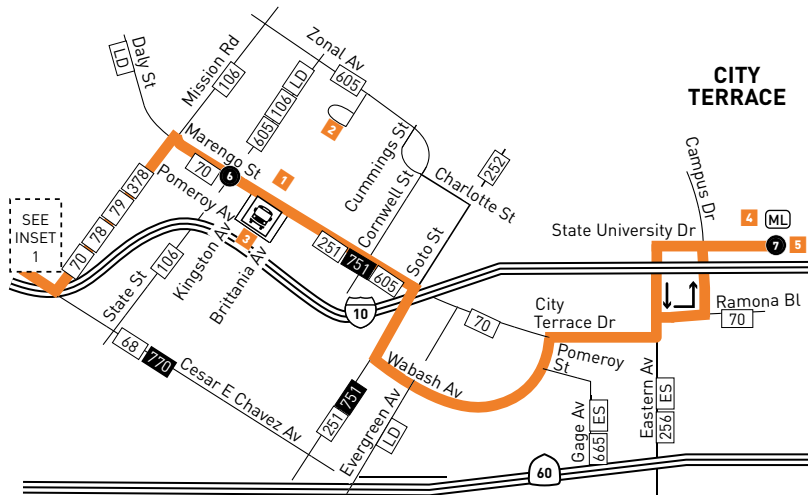 Zonal Av
605
Daly St
LD
Mission Rd
106
605 106 LD
2
Cummings St
CITY
TERRACE
Marengo St
70
6
1
Pomeroy Av
Cornwell St
252
Charlotte St
Campus Dr
378
79
78
70
SEE
INSET
1
Kingston Av
3
Brittania Av
State St
106
251 751 605
Soto St
4 ML
State University Dr
7 5
10
70
City
Terrace Dr
Ramona Bl
70
68 770
Cesar E Chavez Av
Wabash Av
Pomeroy
St
251 751
Evergreen Av
LD
Gage Av
665 ES
Eastern Av
256 ES
60